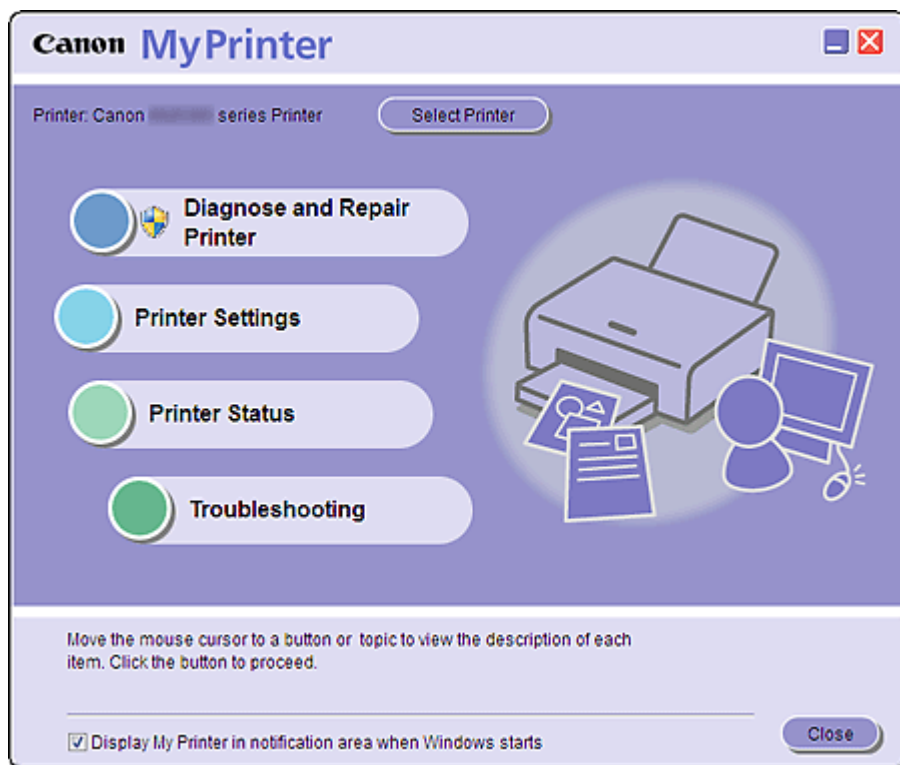 Canon MyPrinter
Printer: Canon series Printer
Select Printer
Diagnose and Repair
Printer
Printer Settings
Printer Status
Troubleshooting
Move the mouse cursor to a button or topic to view the description of each
item. Click the button to proceed.
Display My Printer in notification area when Windows starts
Close